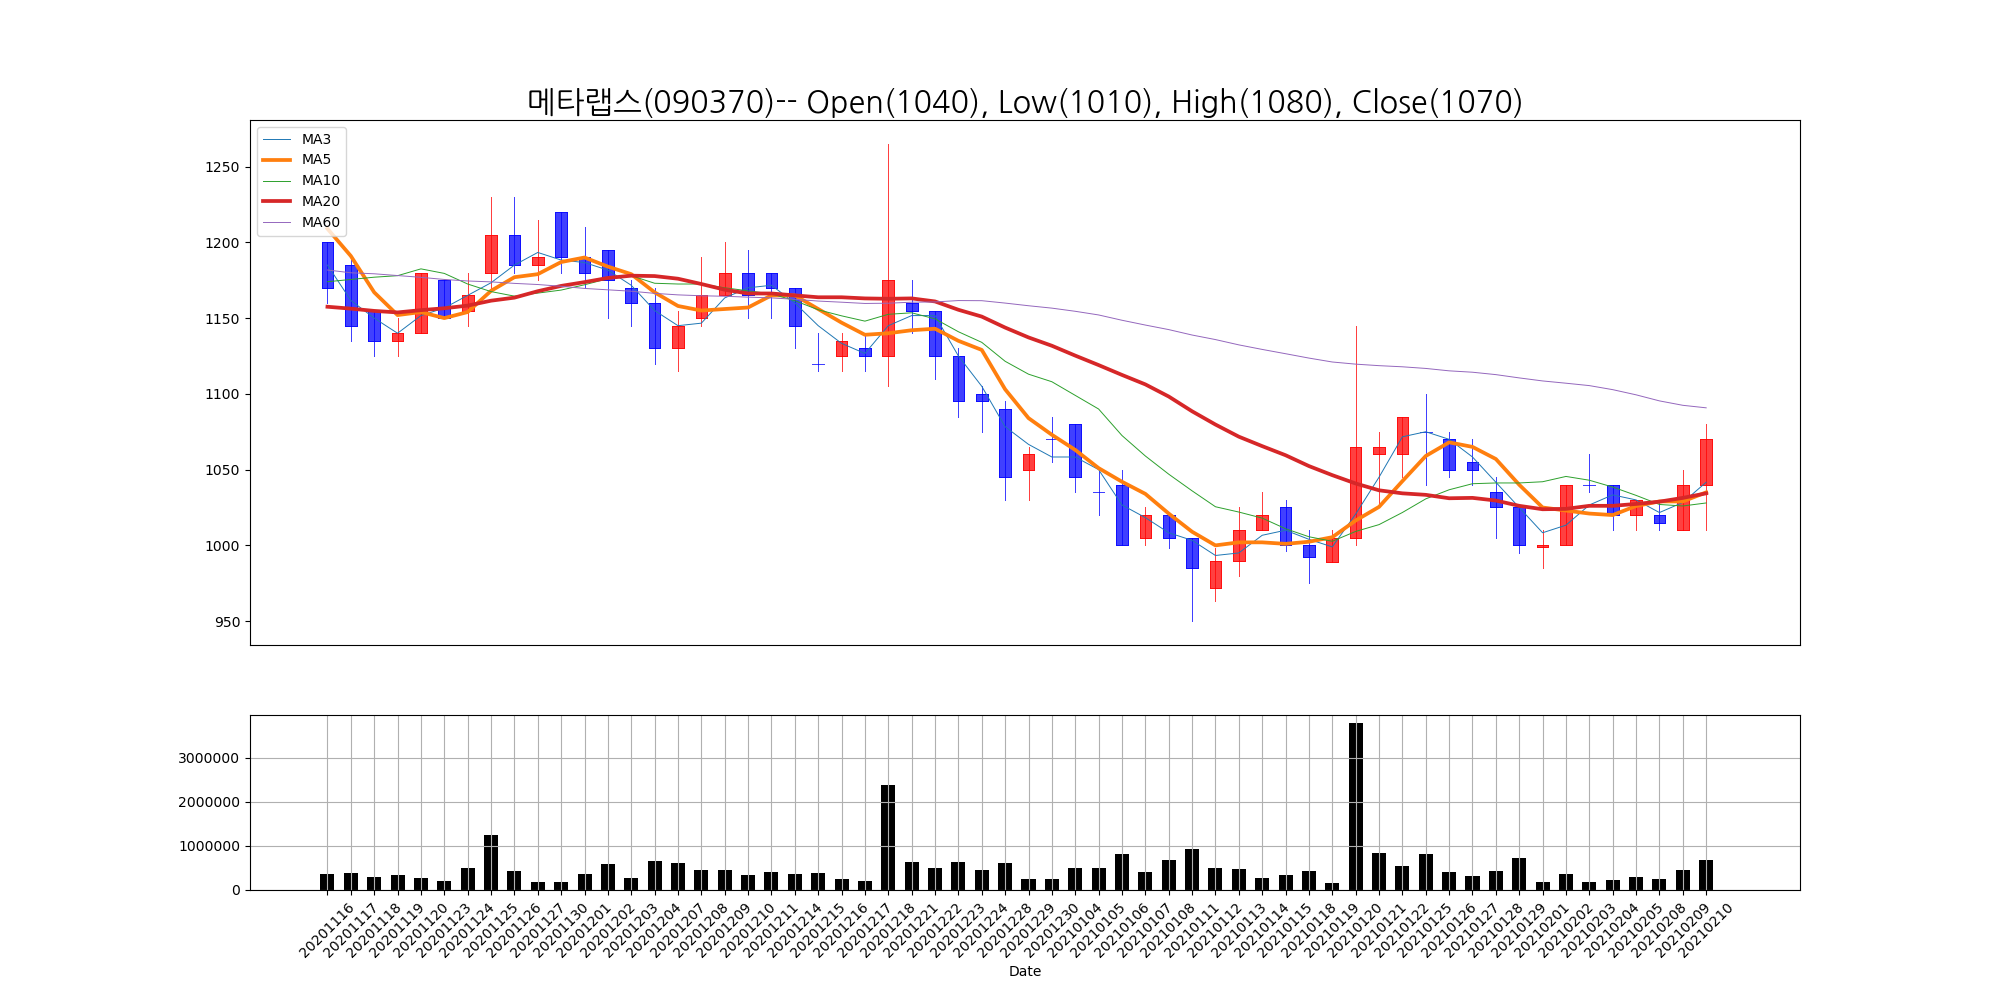 메타랩스(090370)-- Open(1040), Low(1010), High(1080), Close(1070)
MA3
MA5
MA10
MA20
MA60
1250
1200
1150
1100
1050
1000
950
3000000
2000000
1000000
0
20201116 20201117 20201118 20201119 20201120 20201123 20201124 20201125 20201126 20201127 20201130 20201201 20201202 20201203 20201204 20201207 20201208 20201209 20201210 20201211 20201214 20201215 20201216 20201217 20201218 20201221 20201222 20201223 20201224 20201228 20201229 20201230 20210104 20210105 20210106 20210107 20210108 20210111 20210112 20210113 20210114 20210115 20210118 20210119 20210120 20210121 20210122 20210125 20210126 20210127 20210128 20210129 20210201 20210202 20210203 20210204 20210205 20210208 20210209 20210210
Date